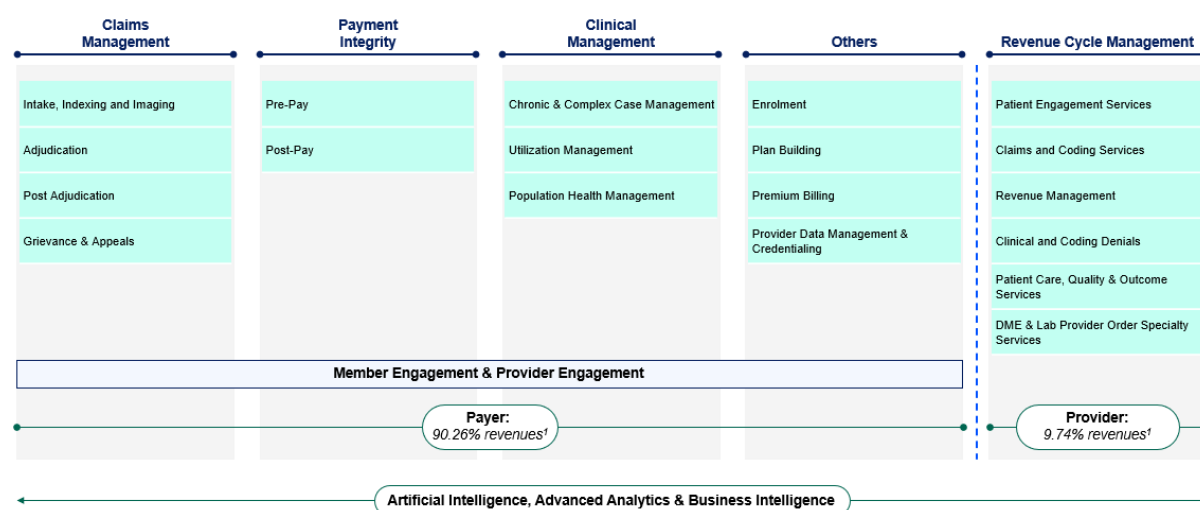 Claims
Management
Payment
Integrity
Clinical
Management
Others
Revenue Cycle Management
Intake, Indexing and Imaging
Adjudication
Post Adjudication
Grievance & Appeals
Pre-Pay
Post-Pay
Chronic & Complex Case Management
Utilization Management
Population Health Management
Enrolment
Plan Building
Premium Billing
Provider Data Management &
Credentialing
Patient Engagement Services
Claims and Coding Services
Revenue Management
Clinical and Coding Denials
Patient Care, Quality & Outcome
Services
DME & Lab Provider Order Specialty
Services
Member Engagement & Provider Engagement
Payer:
90.26% revenues¹
Provider:
9.74% revenues¹
Artificial Intelligence, Advanced Analytics & Business Intelligence